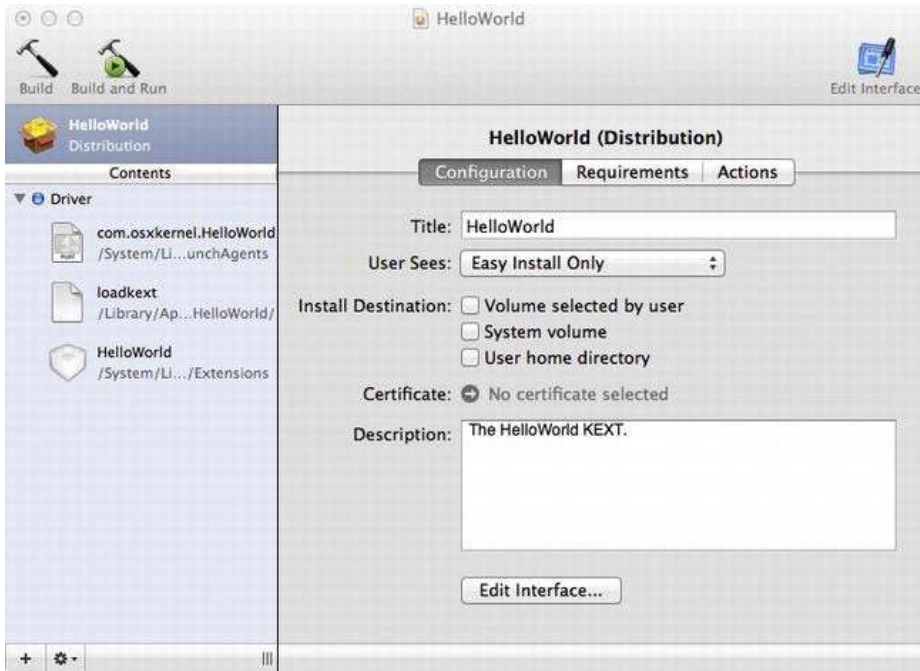 HelloWorld
Build
Build and Run
Edit Interface
HelloWorld
Distribution
Contents
Driver
com.osxkernel.HelloWorld
/System/Li...unchAgents
loadkext
/Library/Ap...HelloWorld/
HelloWorld
/System/Li.../Extensions
HelloWorld (Distribution)
Configuration Requirements Actions
Title: HelloWorld
User Sees: Easy Install Only
Install Destination: Volume selected by user
System volume
User home directory
Certificate: No certificate selected
Description: The HelloWorld KEXT.
Edit Interface...